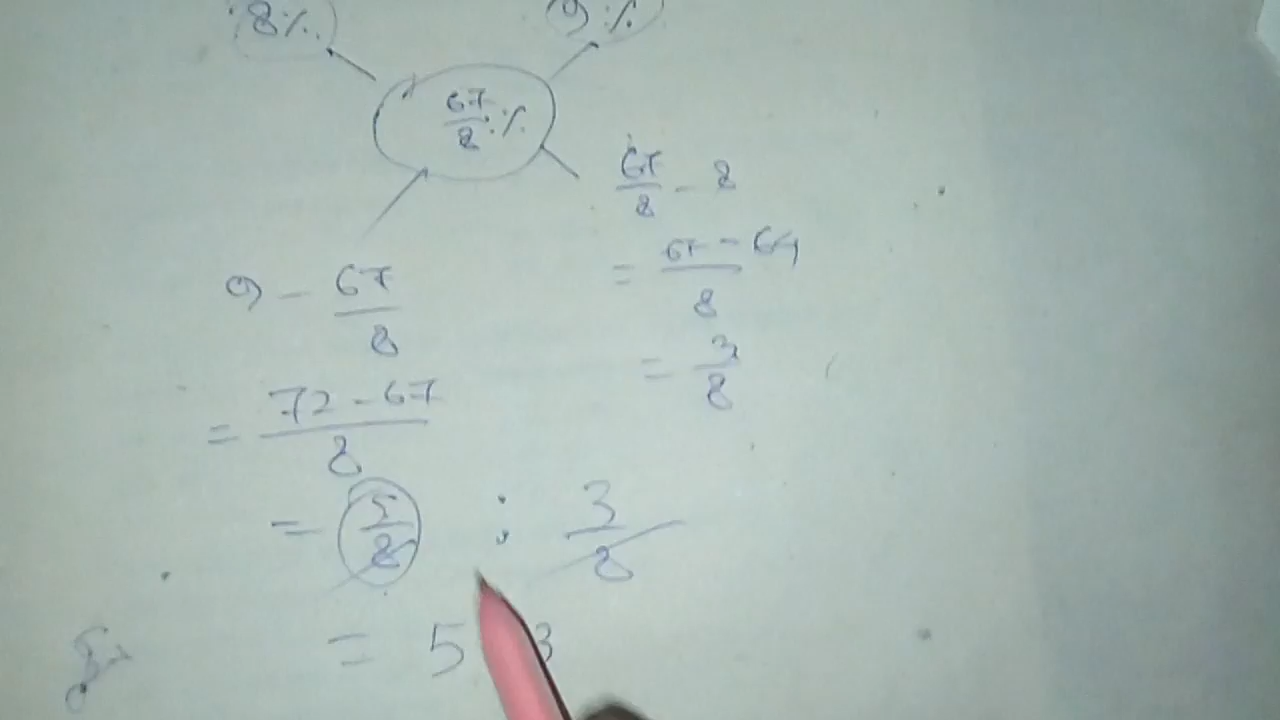 8% 9%
67/8 %
67/8 - 8
9 - 67/8
= 67 - 64/8
= 3/8
= 72 - 67/8
= 5/8 : 3/8
= 5 3